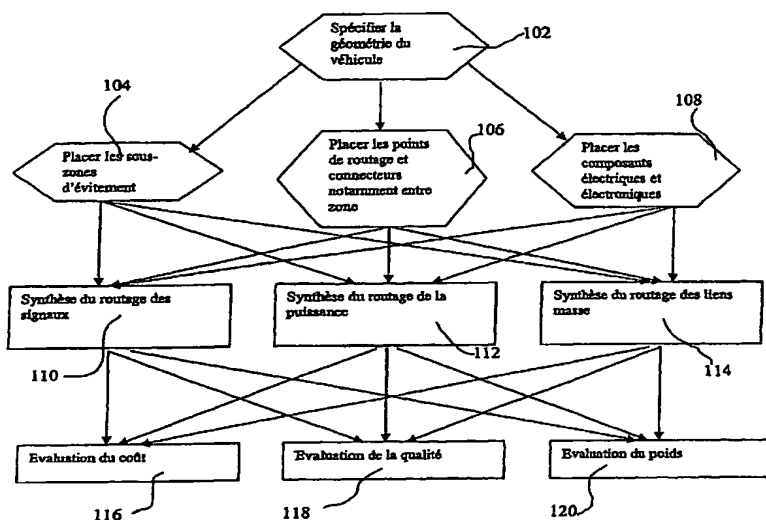 Spécifier la
géométrie du
véhicule
102
104
106
108
Placer les sous-
zones
d'évitement
Placer les points
de routage et
connecteurs
notamment entre
zone
Placer les
composants
électriques et
électroniques
Synthèse du routage des
signaux
Synthèse du routage de la
puissance
Synthèse du routage des liens
masse
110
112
114
Evaluation du coût
Evaluation de la qualité
Evaluation du poids
116
118
120